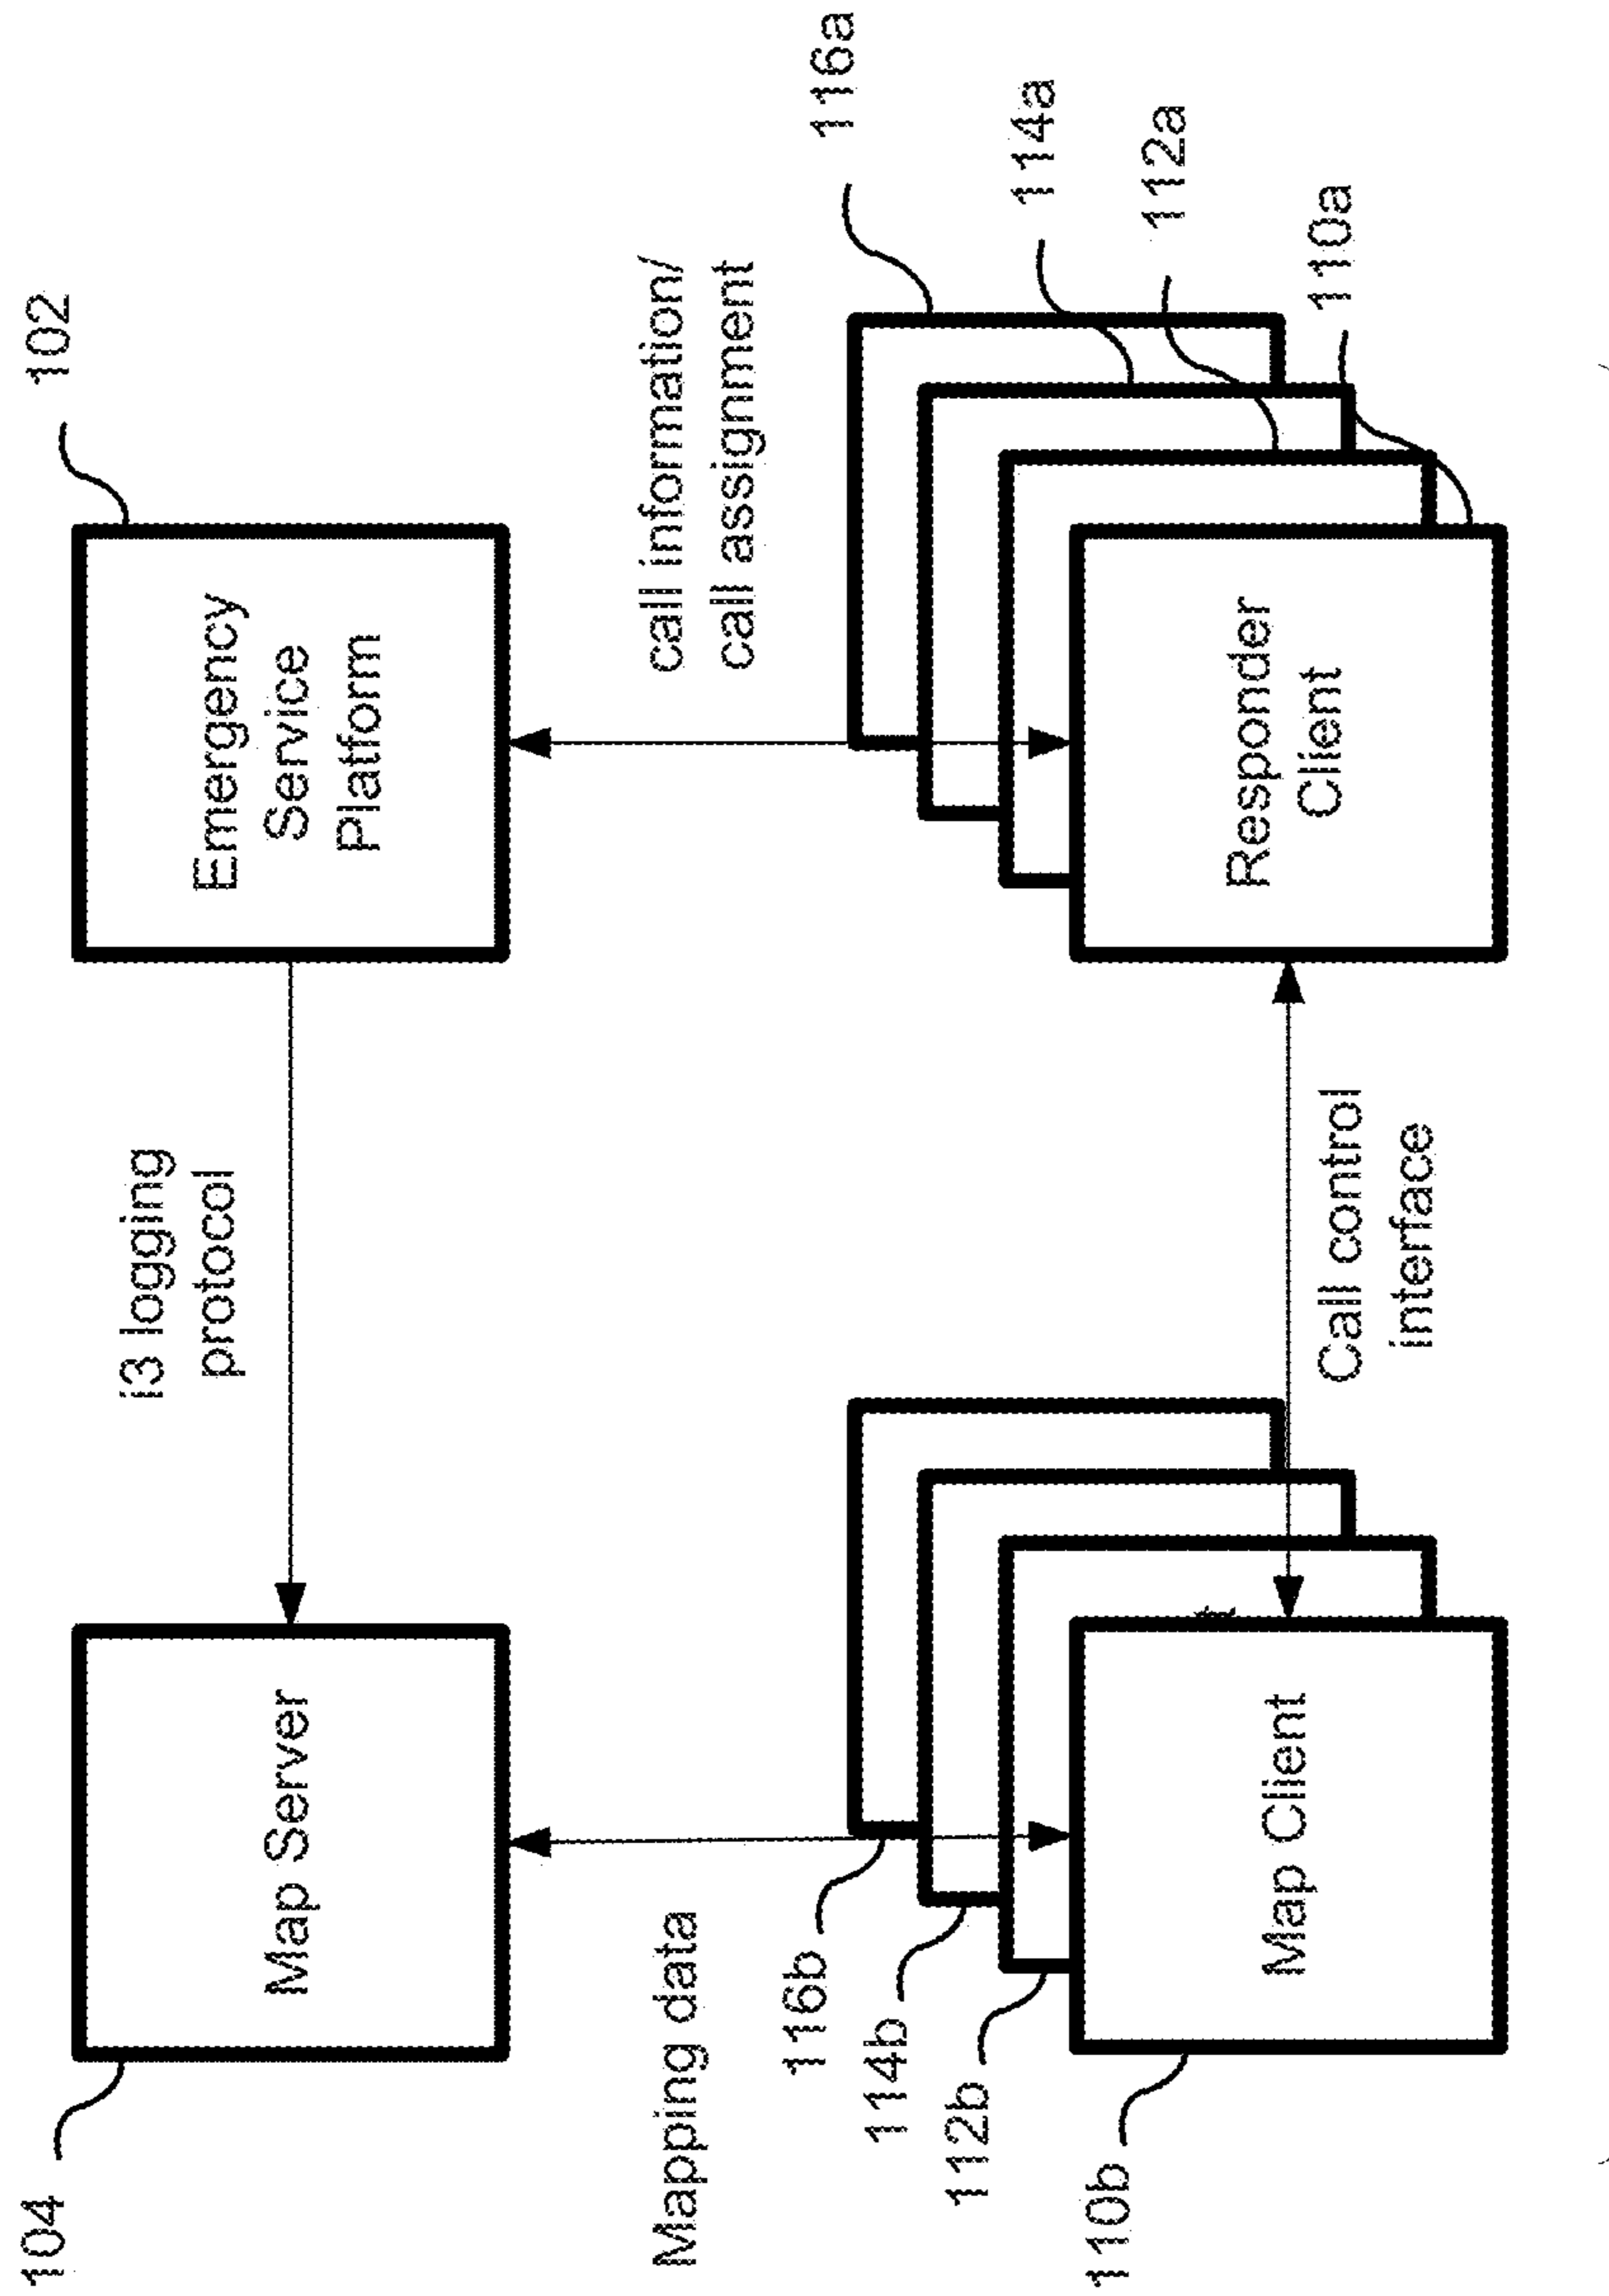 104
Map Server
i3 logging
protocol
102
Emergency
Service
Platform
Mapping data
call information/
call assignment
116b
114b
112b
110b
Map Client
Call control
interface
Responder
Client
116a
114a
112a
110a